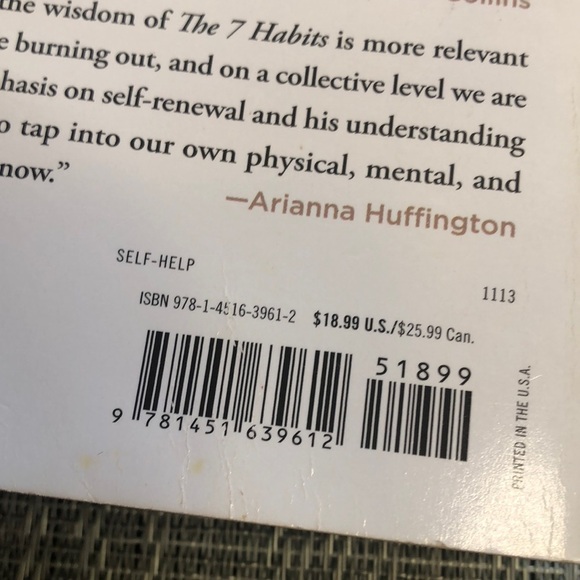 the wisdom of The 7 Habits is more relevant
e burning out, and on a collective level we are
hasis on self-renewal and his understanding
o tap into our own physical, mental, and
now.”
—Arianna Huffington
SELF-HELP
1113
ISBN 978-1-4516-3961-2 $18.99 U.S./$25.99 Can.
51899
9 781451 639612
PRINTED IN THE U.S.A.